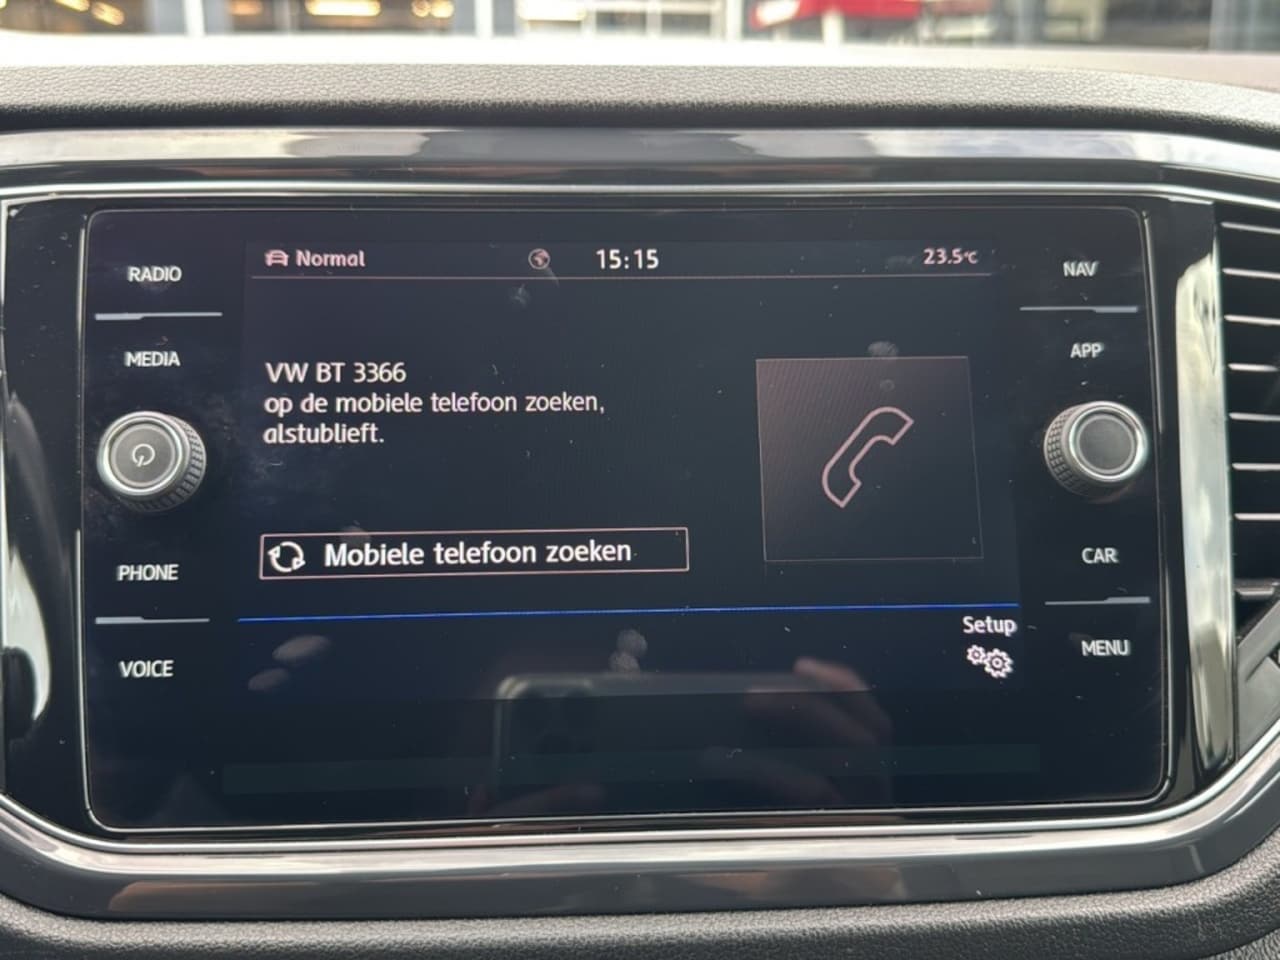 Normal 15:15 23.5°C
RADIO
MEDIA
PHONE
VOICE
VW BT 3366
op de mobiele telefoon zoeken,
alstublieft.
Mobiele telefoon zoeken
Setup
NAV
APP
CAR
MENU